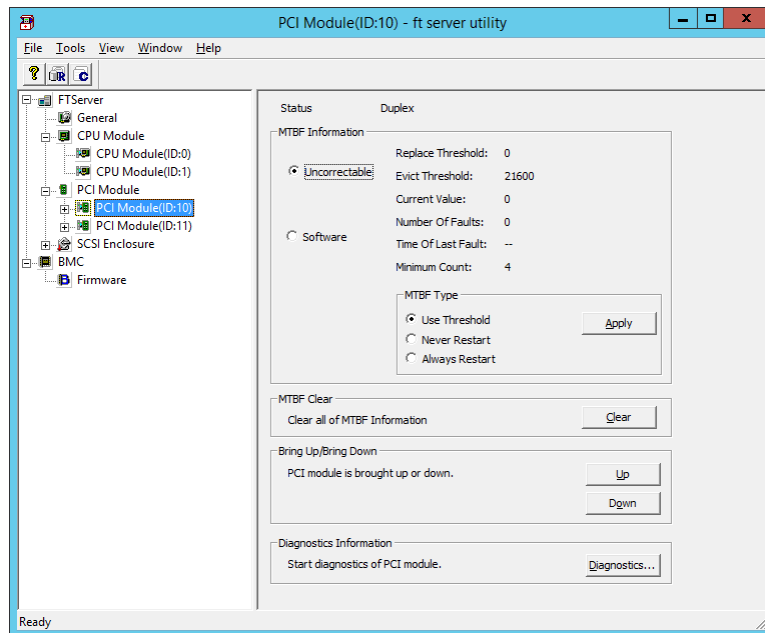 PCI Module(ID:10) - ft server utility
File Tools View Window Help
FTServer
General
CPU Module
CPU Module(ID:0)
CPU Module(ID:1)
PCI Module
PCI Module(ID:10)
PCI Module(ID:11)
SCSI Enclosure
BMC
Firmware
Status Duplex
MTBF Information
Uncorrectable
Software
Replace Threshold: 0
Evict Threshold: 21600
Current Value: 0
Number Of Faults: 0
Time Of Last Fault: --
Minimum Count: 4
MTBF Type
Use Threshold
Never Restart
Always Restart
Apply
MTBF Clear
Clear all of MTBF Information
Clear
Bring Up/Bring Down
PCI module is brought up or down.
Up
Down
Diagnostics Information
Start diagnostics of PCI module.
Diagnostics...
Ready